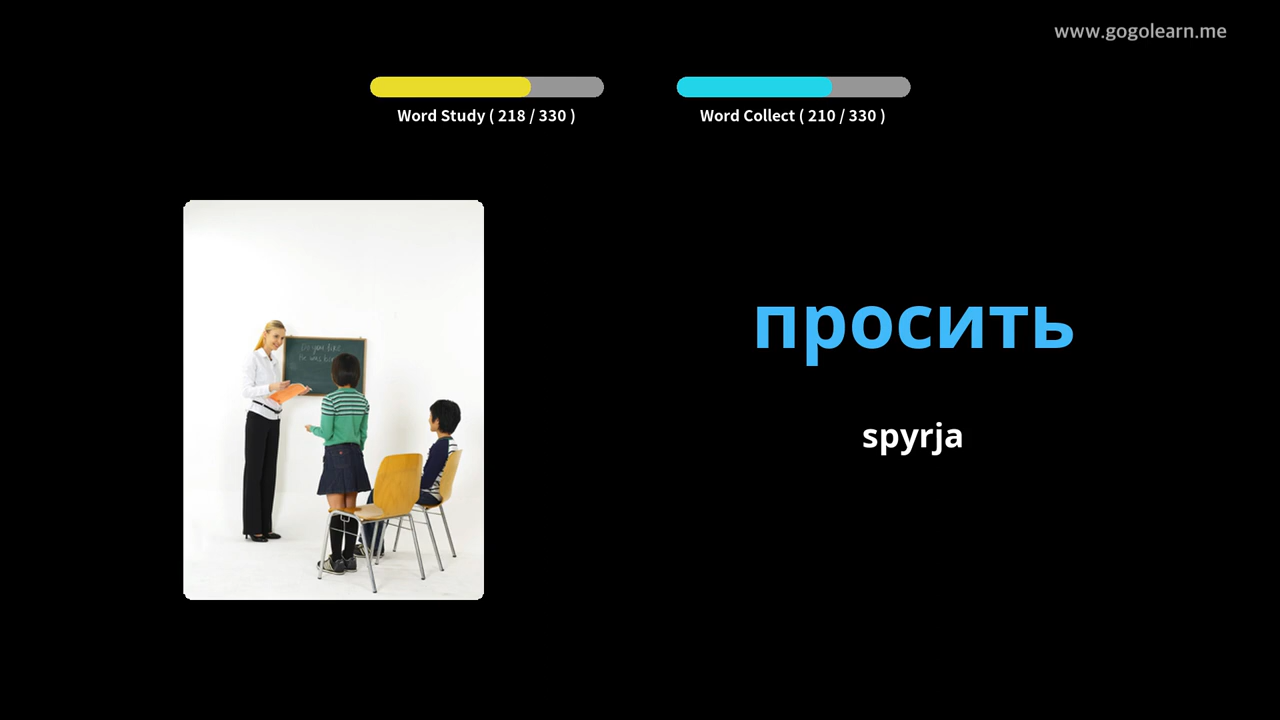 www.gogolearn.me
Word Study ( 218 / 330 )
Word Collect ( 210 / 330 )
просить
spyrja